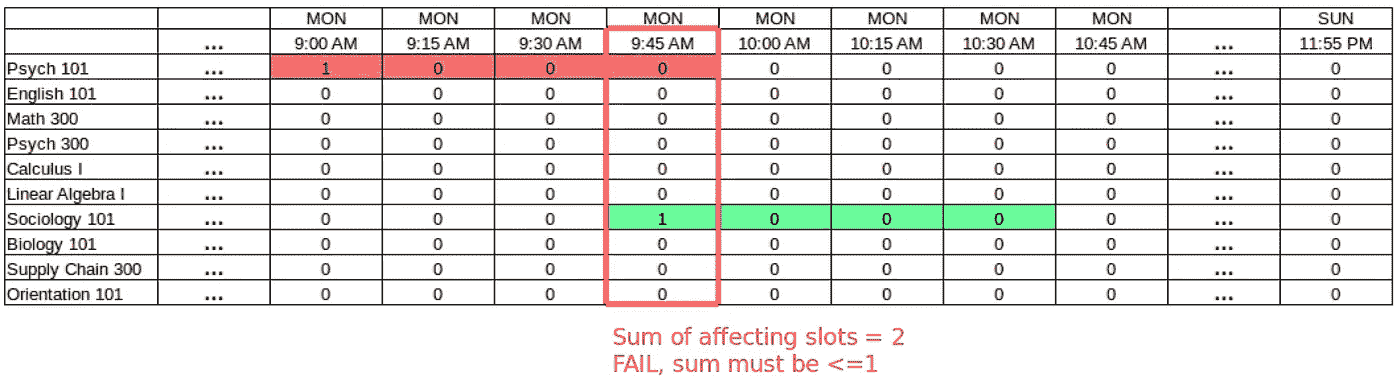 MON MON MON MON MON MON MON MON SUN
... 9:00 AM 9:15 AM 9:30 AM 9:45 AM 10:00 AM 10:15 AM 10:30 AM 10:45 AM ... 11:55 PM
Psych 101 ... 1 0 0 0 0 0 0 0 ... 0
English 101 ... 0 0 0 0 0 0 0 0 ... 0
Math 300 ... 0 0 0 0 0 0 0 0 ... 0
Psych 300 ... 0 0 0 0 0 0 0 0 ... 0
Calculus I ... 0 0 0 0 0 0 0 0 ... 0
Linear Algebra I ... 0 0 0 0 0 0 0 0 ... 0
Sociology 101 ... 0 0 0 1 0 0 0 0 ... 0
Biology 101 ... 0 0 0 0 0 0 0 0 ... 0
Supply Chain 300 ... 0 0 0 0 0 0 0 0 ... 0
Orientation 101 ... 0 0 0 0 0 0 0 0 ... 0
Sum of affecting slots = 2
FAIL, sum must be <=1